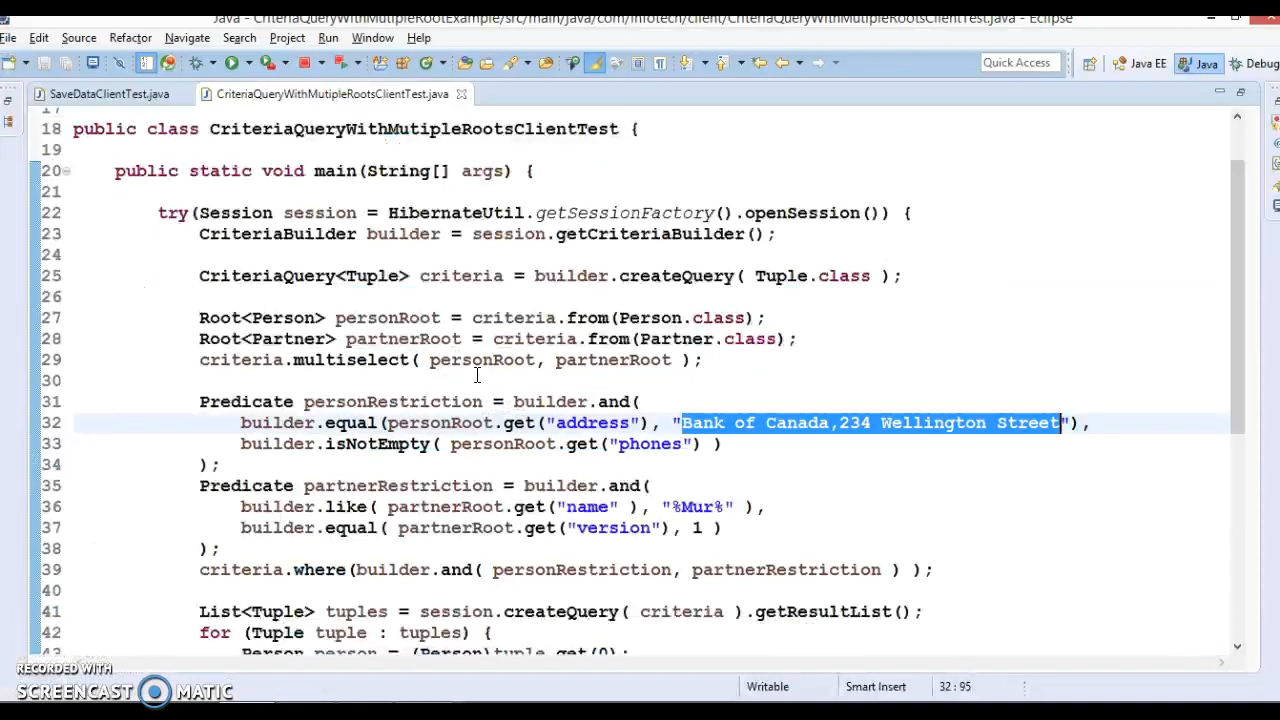 Java - CriteriaQueryWithMutipleRootExample/src/main/java/com/infotech/client/CriteriaQueryWithMutipleRootsClientTest.java - Eclipse
File Edit Source Refactor Navigate Search Project Run Window Help
Quick Access Java EE Java Debug
SaveDataClientTest.java CriteriaQueryWithMutipleRootsClientTest.java
17
18 public class CriteriaQueryWithMutipleRootsClientTest {
19
20 public static void main(String[] args) {
21
22 try(Session session = HibernateUtil.getSessionFactory().openSession()) {
23 CriteriaBuilder builder = session.getCriteriaBuilder();
24
25 CriteriaQuery<Tuple> criteria = builder.createQuery( Tuple.class );
26
27 Root<Person> personRoot = criteria.from(Person.class);
28 Root<Partner> partnerRoot = criteria.from(Partner.class);
29 criteria.multiselect( personRoot, partnerRoot );
30
31 Predicate personRestriction = builder.and(
32 builder.equal(personRoot.get("address"), "Bank of Canada,234 Wellington Street"),
33 builder.isNotEmpty( personRoot.get("phones") )
34 );
35 Predicate partnerRestriction = builder.and(
36 builder.like( partnerRoot.get("name" ), "%Mur%" ),
37 builder.equal( partnerRoot.get("version"), 1 )
38 );
39 criteria.where(builder.and( personRestriction, partnerRestriction ) );
40
41 List<Tuple> tuples = session.createQuery( criteria ).getResultList();
42 for (Tuple tuple : tuples) {
43 Person person = (Person)tuple.get(0);
RECORDED WITH
SCREENCAST MATIC
Writable Smart Insert 32 : 95